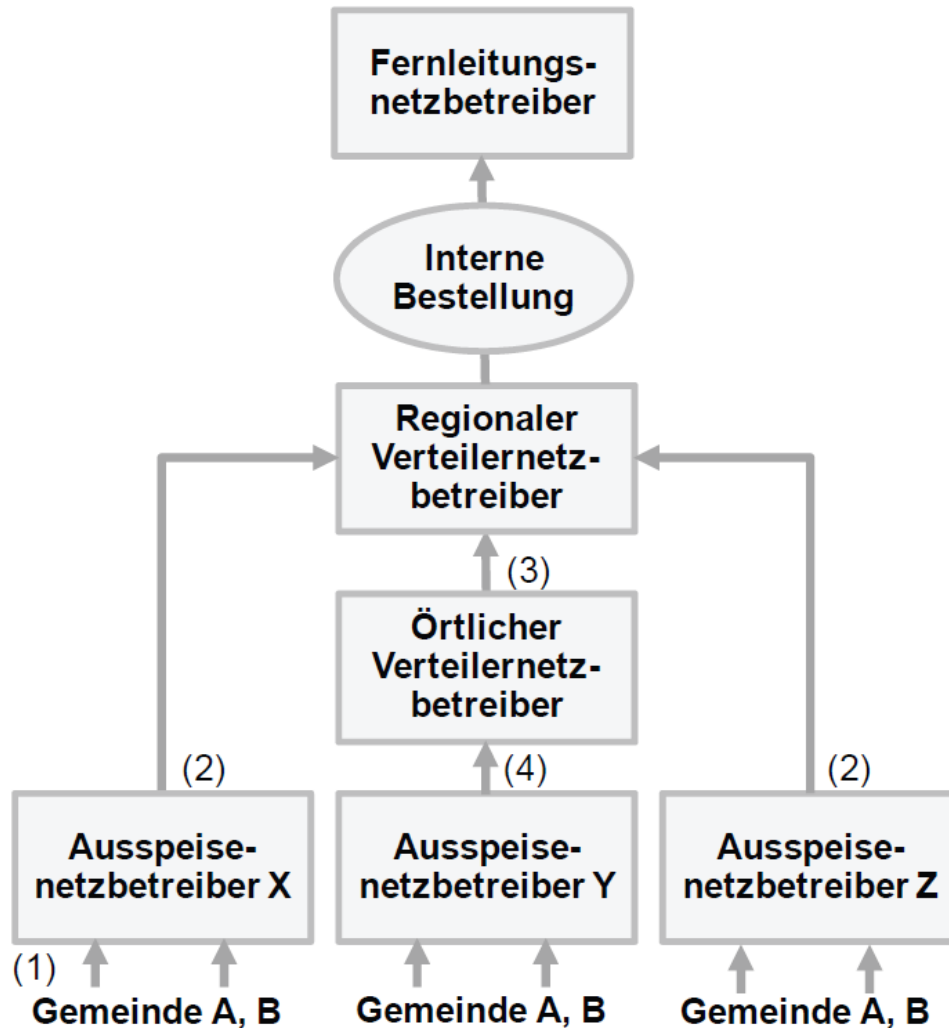 Fernleitungs-
netzbetreiber
Interne
Bestellung
Regionaler
Verteilernetz-
betreiber
(3)
Örtlicher
Verteilernetz-
betreiber
(2)
(4)
(2)
Ausspeise-
netzbetreiber X
Ausspeise-
netzbetreiber Y
Ausspeise-
netzbetreiber Z
(1)
Gemeinde A, B
Gemeinde A, B
Gemeinde A, B